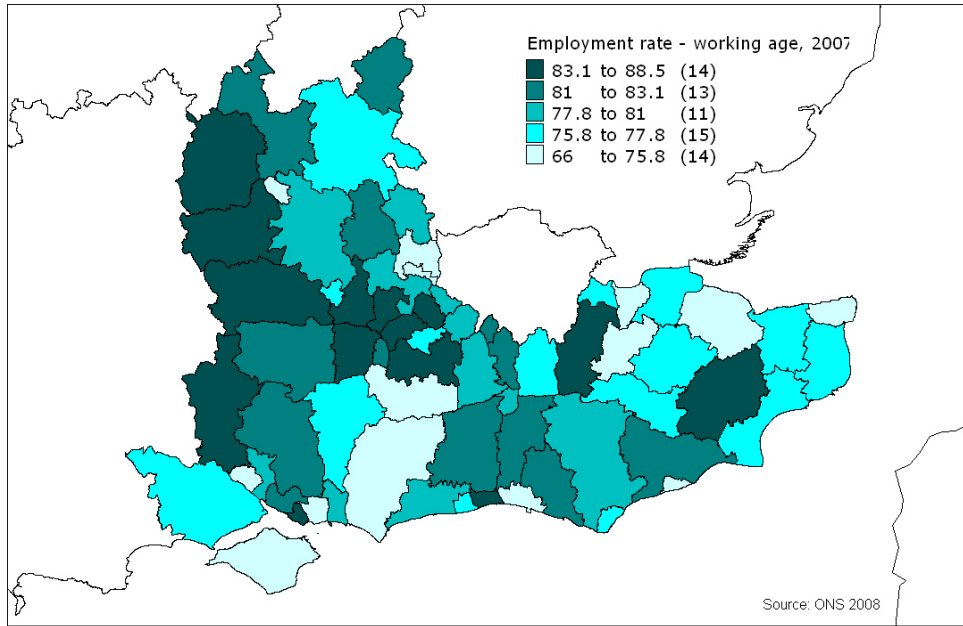 Employment rate - working age, 2007
83.1 to 88.5 (14)
81 to 83.1 (13)
77.8 to 81 (11)
75.8 to 77.8 (15)
66 to 75.8 (14)
Source: ONS 2008